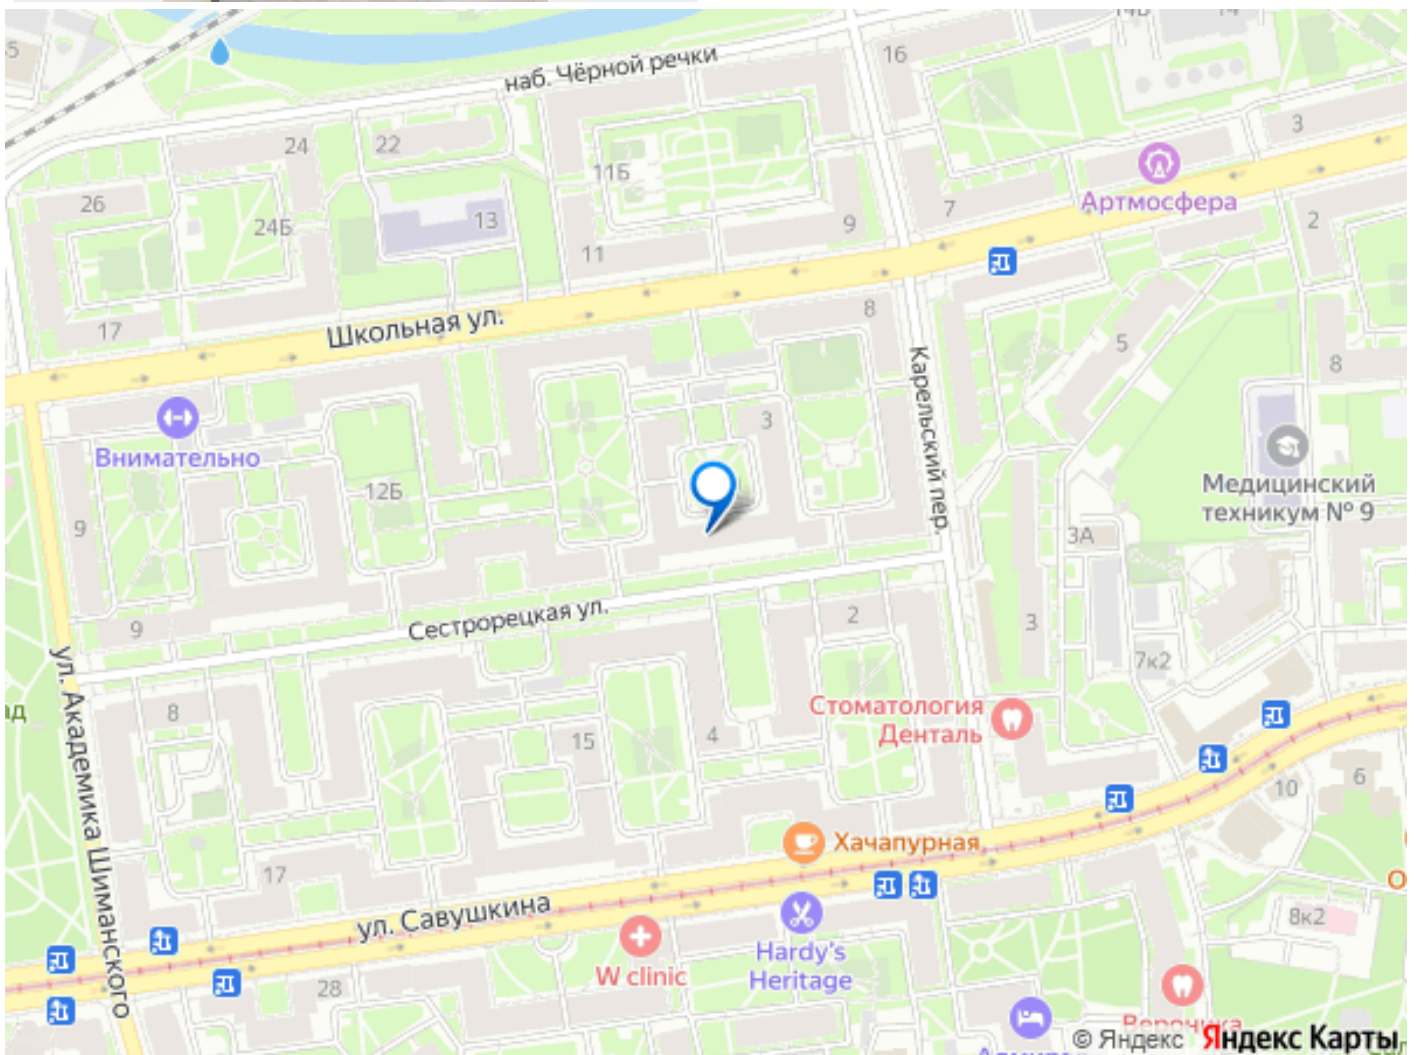 14
16
наб. Чёрной речки
3
24
22
11Б
Артмосфера
26
7
2
24Б
13
9
11
8
Школьная ул.
17
5
Карельский пер.
8
3
Внимательно
Медицинский
техникум № 9
12Б
9
3А
Сестрорецкая ул.
2
3
9
7к2
ул. Академика Шиманского
Стоматология
Денталь
8
15
4
6
10
Хачапурная
17
ул. Савушкина
8к2
Hardy's
Heritage
W clinic
28
© Яндекс Яндекс Карты